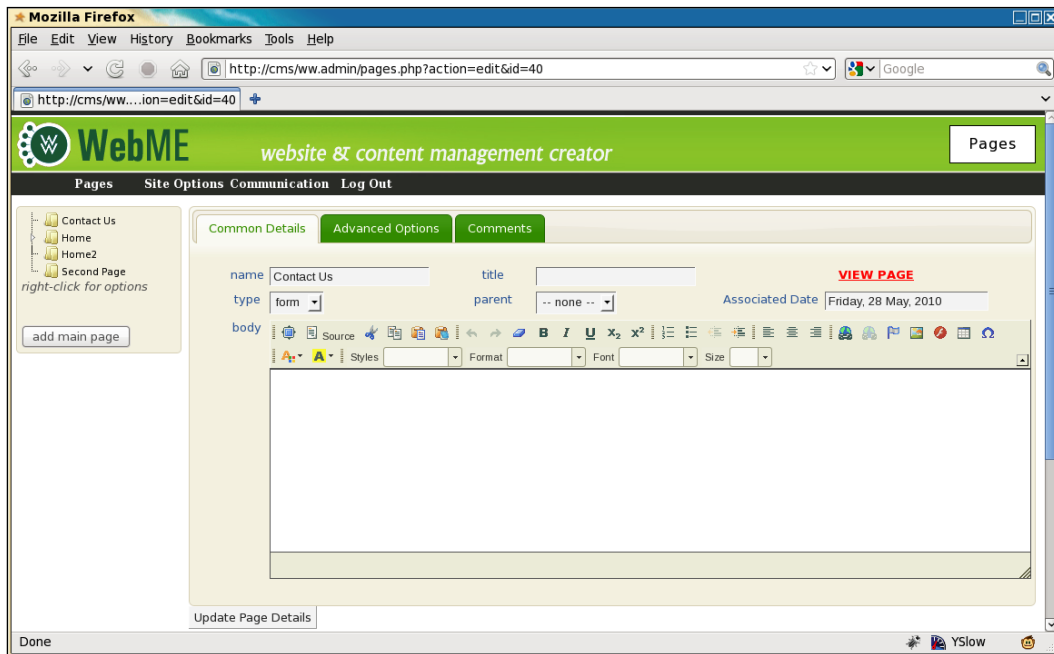 Mozilla Firefox
File Edit View History Bookmarks Tools Help
http://cms/ww.admin/pages.php?action=edit&id=40
Google
http://cms/ww....ion=edit&id=40
WebME
website & content management creator
Pages
Pages Site Options Communication Log Out
Contact Us
Home
Home2
Second Page
right-click for options
add main page
Common Details Advanced Options Comments
name Contact Us title VIEW PAGE
type form parent -- none -- Associated Date Friday, 28 May, 2010
body Source B I U X₂ X²
A A Styles Format Font Size
Update Page Details
Done YSlow